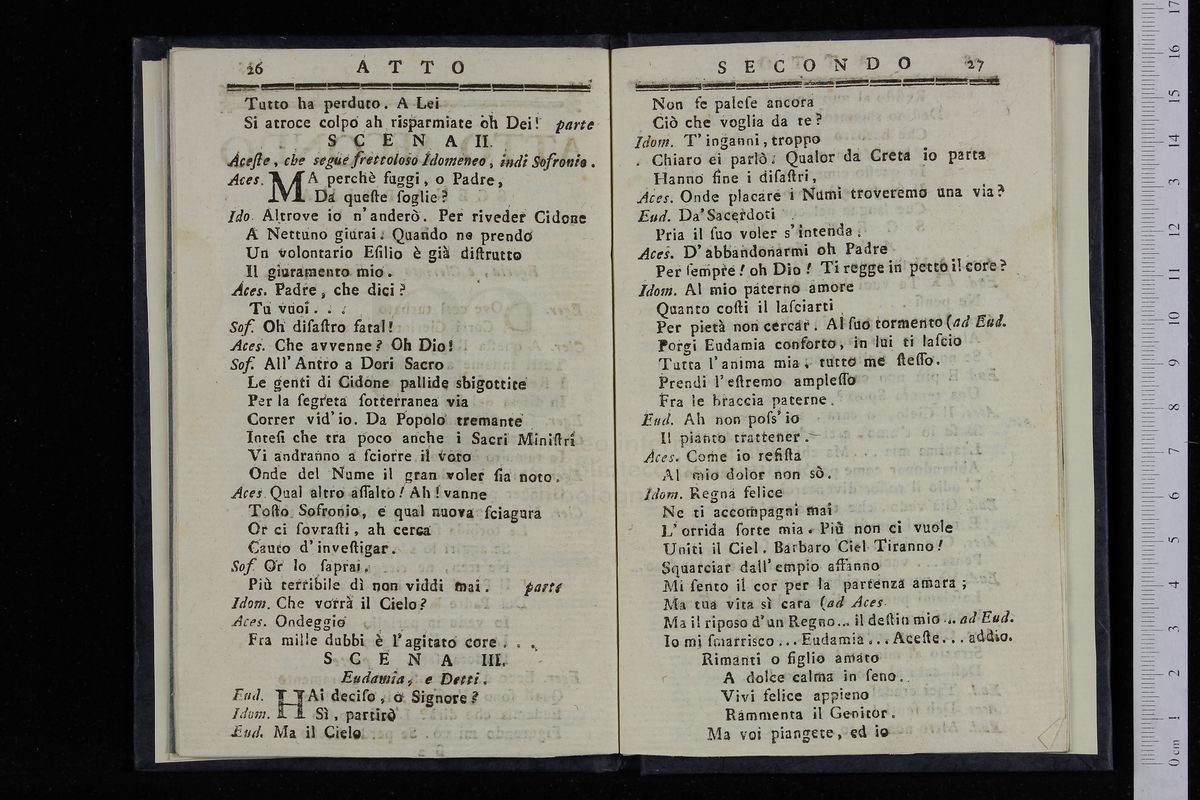 26 ATTO
Tutto ha perduto. A Lei
Si atroce colpo ah risparmiate oh Dei! parte
SCENA II.
Aceſte, che segue frettoloso Idomeneo, indi Sofronio.
Aces. MA perchè fuggi, o Padre,
Da queſte ſoglie?
Ido. Altrove io n'anderò. Per riveder Cidone
A Nettuno giurai. Quando ne prendo
Un volontario Eſilio è già diſtrutto
Il giuramento mio.
Aces. Padre, che dici?
Tu vuoi...
Sof. Oh diſaſtro fatal!
Aces. Che avvenne? Oh Dio!
Sof. All' Antro a Dori Sacro
Le genti di Cidone pallide sbigottite
Per la ſegreta ſotterranea via
Correr vid'io. Da Popolo tremante
Inteſi che tra poco anche i Sacri Miniſtri
Vi andranno a ſciorre il voto
Onde del Nume il gran voler ſia noto.
Aces. Qual altro aſſalto! Ah! vanne
Toſto Sofronio, e qual nuova ſciagura
Or ci ſovraſti, ah cerca
Cauto d'inveſtigar.
Sof. Or lo ſaprai.
Più terribile dì non viddi mai. parte
Idom. Che vorrà il Cielo?
Aces. Ondeggio
Fra mille dubbi è l'agitato core...
SCENA III.
Eudamia, e Detti.
Eud. HAi deciſo, o Signore?
Idom. Sì, partirò
Eud. Ma il Cielo
SECONDO 27
Non ſe paleſe ancora
Ciò che voglia da te?
Idom. T' inganni, troppo
Chiaro ei parlò. Qualor da Creta io parta
Hanno fine i diſaſtri,
Aces. Onde placare i Numi troveremo una via?
Eud. Da' Sacerdoti
Pria il ſuo voler s'intenda.
Aces. D'abbandonarmi oh Padre
Per ſempre! oh Dio! Ti regge in petto il core?
Idom. Al mio paterno amore
Quanto coſti il laſciarti
Per pietà non cercar. Al ſuo tormento (ad Eud.
Porgi Eudamia conforto, in lui ti laſcio
Tutta l'anima mia, tutto me ſteſſo.
Prendi l'eſtremo ampleſſo
Fra le braccia paterne.
Eud. Ah non poſs' io
Il pianto trattener.
Aces. Come io reſiſta
Al mio dolor non sò.
Idom. Regna felice
Ne ti accompagni mai
L'orrida ſorte mia. Più non ci vuole
Uniti il Ciel. Barbaro Ciel Tiranno!
Squarciar dall' empio affanno
Mi ſento il cor per la partenza amara;
Ma tua vita sì cara (ad Aces.
Ma il riposo d'un Regno... il deſtin mio.. ad Eud.
Io mi ſmarriſco... Eudamia... Aceſte... addio.
Rimanti o figlio amato
A dolce calma in ſeno.
Vivi felice appieno
Rammenta il Genitor.
Ma voi piangete, ed io